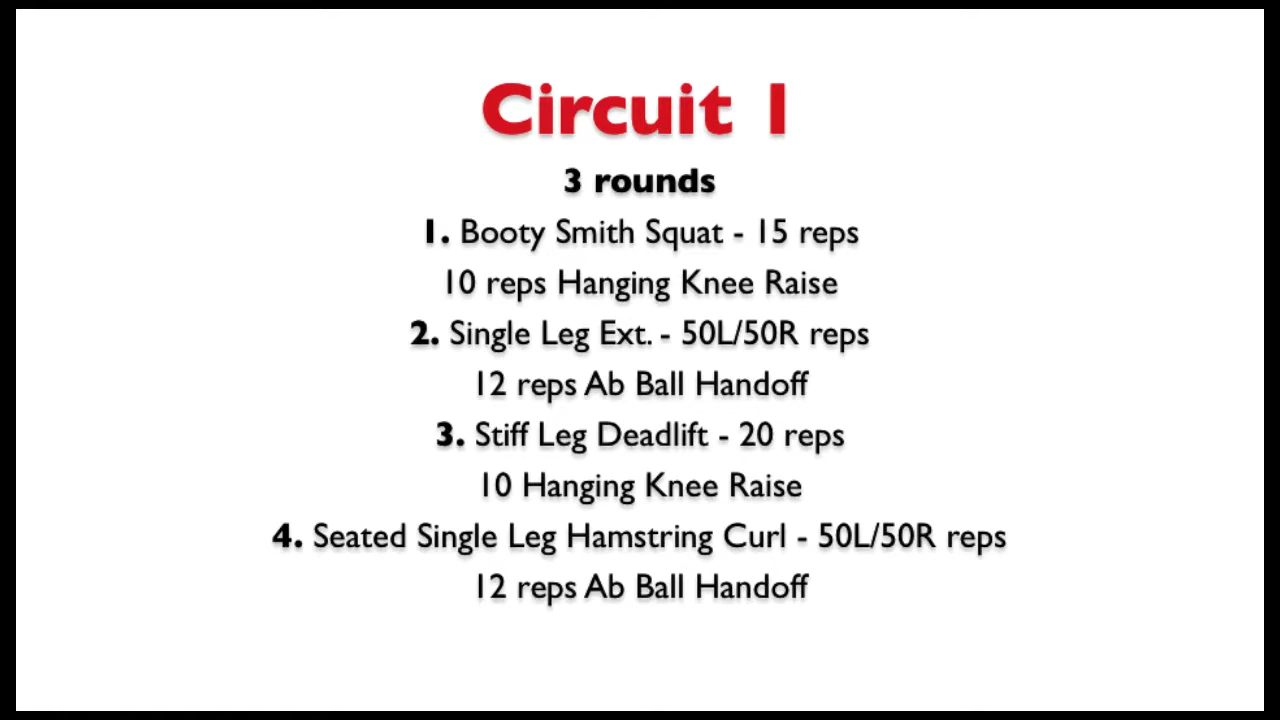 Circuit 1
3 rounds
1. Booty Smith Squat - 15 reps
10 reps Hanging Knee Raise
2. Single Leg Ext. - 50L/50R reps
12 reps Ab Ball Handoff
3. Stiff Leg Deadlift - 20 reps
10 Hanging Knee Raise
4. Seated Single Leg Hamstring Curl - 50L/50R reps
12 reps Ab Ball Handoff